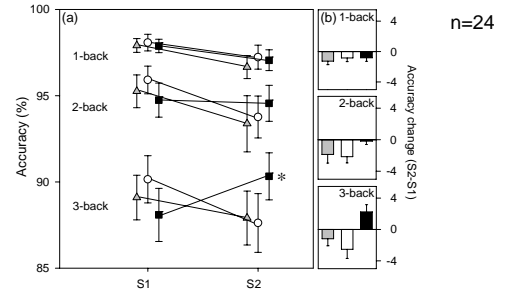 (a)
(b)
n=24
100
95
90
85
Accuracy (%)
1-back
2-back
3-back
*
S1
S2
1-back
4
0
-4
2-back
4
0
-4
3-back
4
0
-4
Accuracy change (S2-S1)